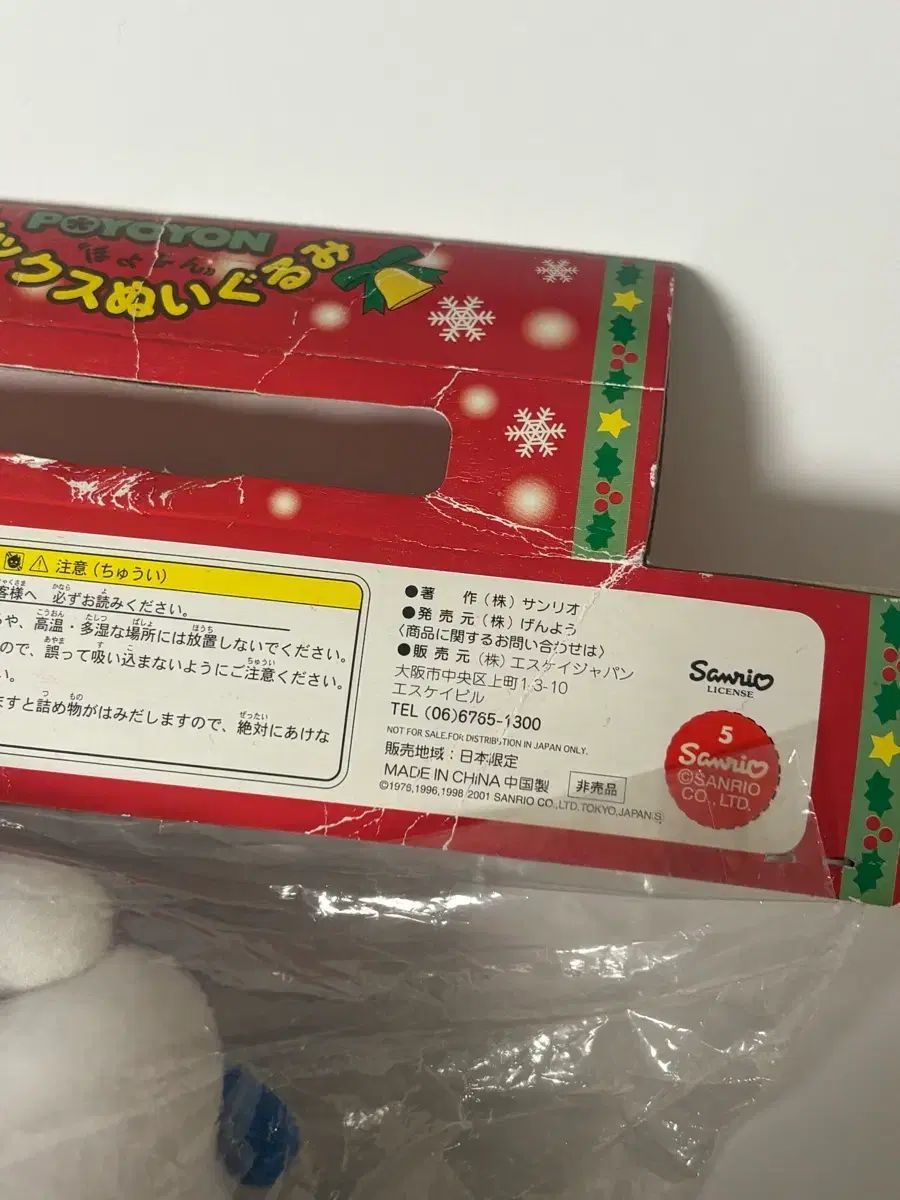 POYOYON
"ぽよよん"
ックスぬいぐるみ
注意 (ちゅうい)
客様へ 必ずお読みください。
や、高温・多湿な場所には放置しないでください。
ので、誤って吸い込まないようにご注意ください。
い。
ますと詰め物がはみだしますので、絶対にあけな
●著 作 (株) サンリオ
●発 売 元 (株) げんよう
〈商品に関するお問い合わせは〉
●販 売 元 (株) エスケイジャパン
大阪市中央区上町1-3-10
エスケイビル
TEL (06)6765-1300
NOT FOR SALE.FOR DISTRIBUTION IN JAPAN ONLY.
販売地域：日本限定
MADE IN CHINA 中国製 非売品
©1976,1996,1998 2001 SANRIO CO.,LTD. TOKYO,JAPAN Ⓢ
Sanrio
LICENSE
5
Sanrio
©SANRIO
CO., LTD.